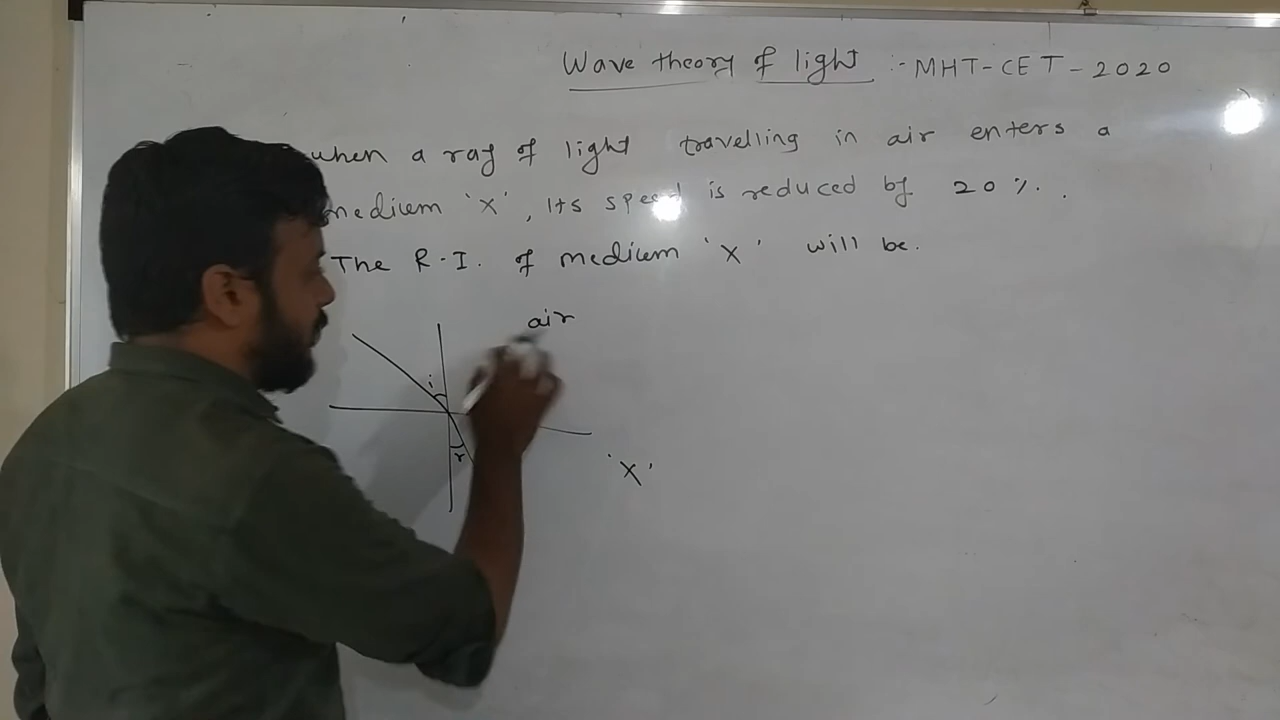 Wave theory of light :- MHT-CET-2020
when a ray of light travelling in air enters a
medium 'X', Its speed is reduced by 20%.
The R.I. of medium 'X' will be.
air
i
r
'X'